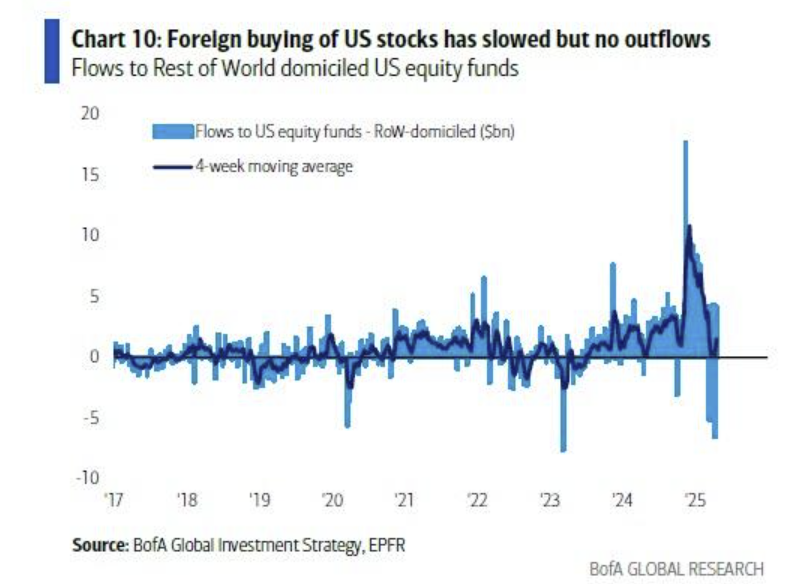 Chart 10: Foreign buying of US stocks has slowed but no outflows
Flows to Rest of World domiciled US equity funds
20
Flows to US equity funds - RoW-domiciled ($bn)
15
4-week moving average
10
5
0
-5
-10
'17 '18 '19 '20 '21 '22 '23 '24 '25
Source: BofA Global Investment Strategy, EPFR
BofA GLOBAL RESEARCH